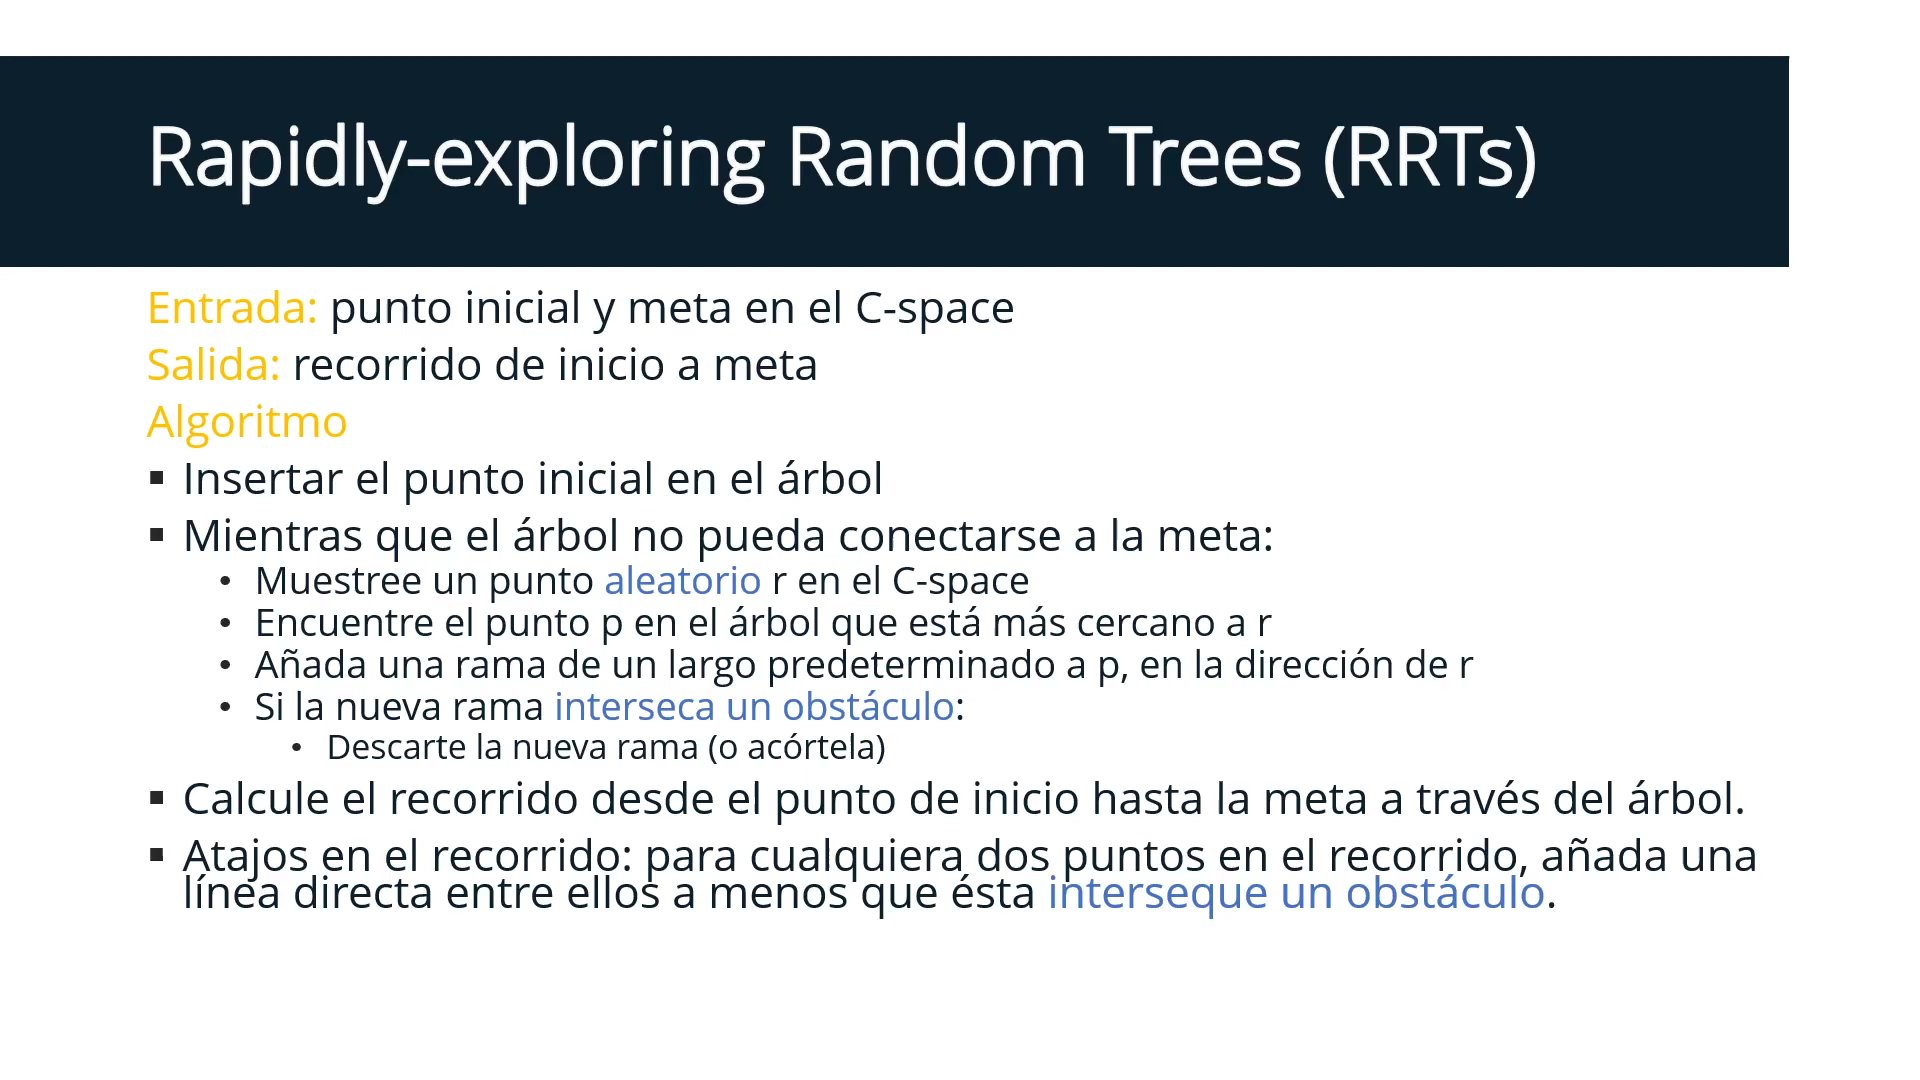 Rapidly-exploring Random Trees (RRTs)
Entrada: punto inicial y meta en el C-space
Salida: recorrido de inicio a meta
Algoritmo
▪ Insertar el punto inicial en el árbol
▪ Mientras que el árbol no pueda conectarse a la meta:
• Muestree un punto aleatorio r en el C-space
• Encuentre el punto p en el árbol que está más cercano a r
• Añada una rama de un largo predeterminado a p, en la dirección de r
• Si la nueva rama interseca un obstáculo:
• Descarte la nueva rama (o acórtela)
▪ Calcule el recorrido desde el punto de inicio hasta la meta a través del árbol.
▪ Atajos en el recorrido: para cualquiera dos puntos en el recorrido, añada una
línea directa entre ellos a menos que ésta interseque un obstáculo.